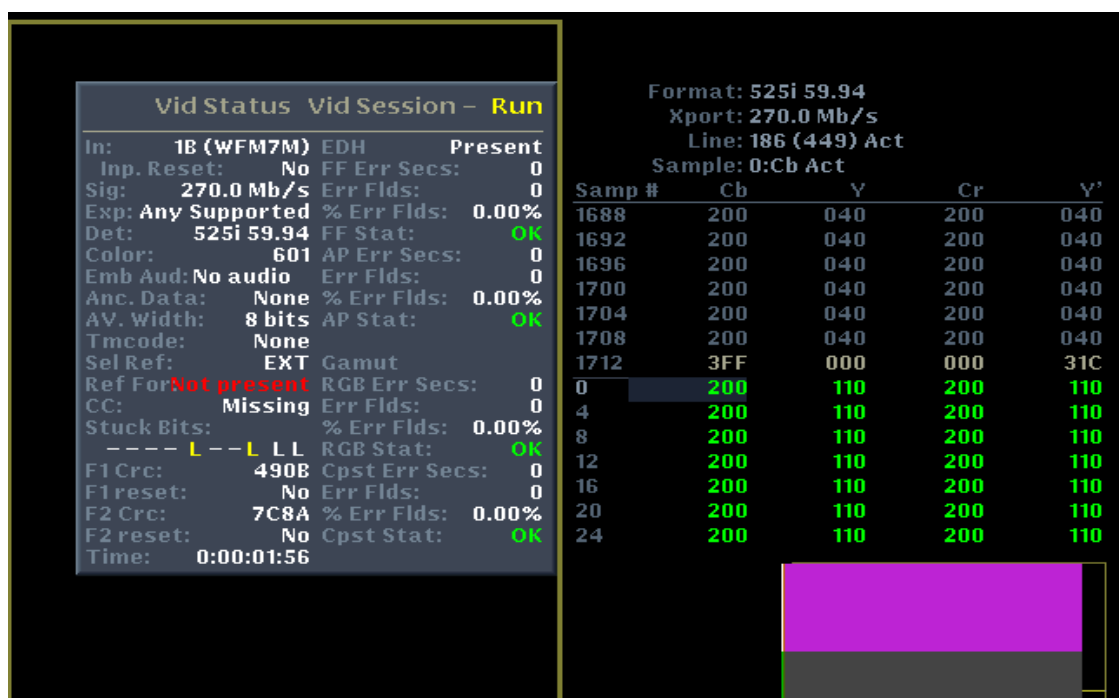 Vid Status Vid Session – Run
In: 1B (WFM7M) EDH Present
Inp. Reset: No FF Err Secs: 0
Sig: 270.0 Mb/s Err Flds: 0
Exp: Any Supported % Err Flds: 0.00%
Det: 525i 59.94 FF Stat: OK
Color: 601 AP Err Secs: 0
Emb Aud: No audio Err Flds: 0
Anc. Data: None % Err Flds: 0.00%
AV. Width: 8 bits AP Stat: OK
Tmcode: None
Sel Ref: EXT Gamut
Ref For: Not present RGB Err Secs: 0
CC: Missing Err Flds: 0
Stuck Bits: % Err Flds: 0.00%
– – – – L – – L L L RGB Stat: OK
F1 Crc: 490B Cpst Err Secs: 0
F1 reset: No Err Flds: 0
F2 Crc: 7C8A % Err Flds: 0.00%
F2 reset: No Cpst Stat: OK
Time: 0:00:01:56
Format: 525i 59.94
Xport: 270.0 Mb/s
Line: 186 (449) Act
Sample: 0:Cb Act
Samp # Cb Y Cr Y'
1688 200 040 200 040
1692 200 040 200 040
1696 200 040 200 040
1700 200 040 200 040
1704 200 040 200 040
1708 200 040 200 040
1712 3FF 000 000 31C
0 200 110 200 110
4 200 110 200 110
8 200 110 200 110
12 200 110 200 110
16 200 110 200 110
20 200 110 200 110
24 200 110 200 110